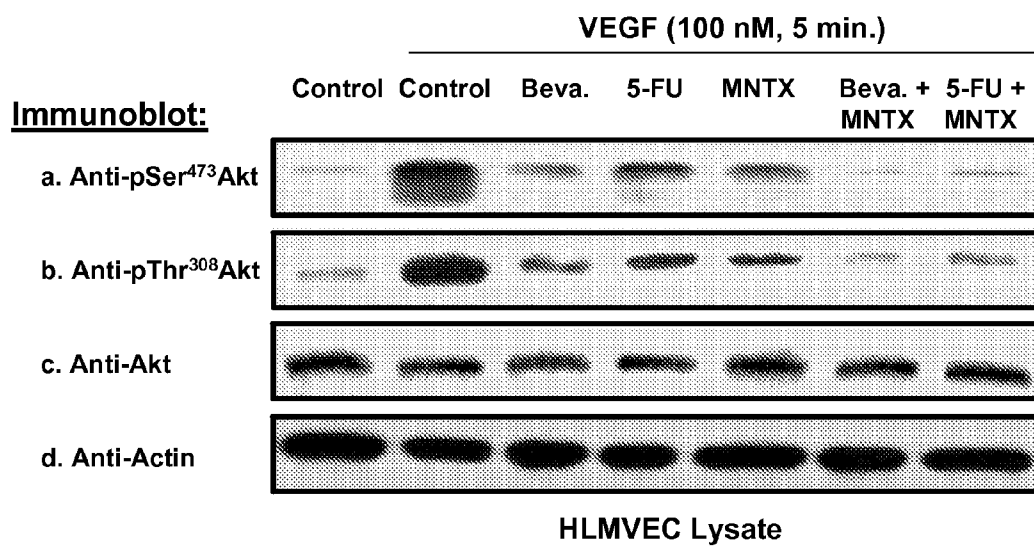 VEGF (100 nM, 5 min.)
Control Control Beva. 5-FU MNTX Beva. + MNTX 5-FU + MNTX
Immunoblot:
a. Anti-pSer⁴⁷³Akt
b. Anti-pThr³⁰⁸Akt
c. Anti-Akt
d. Anti-Actin
HLMVEC Lysate